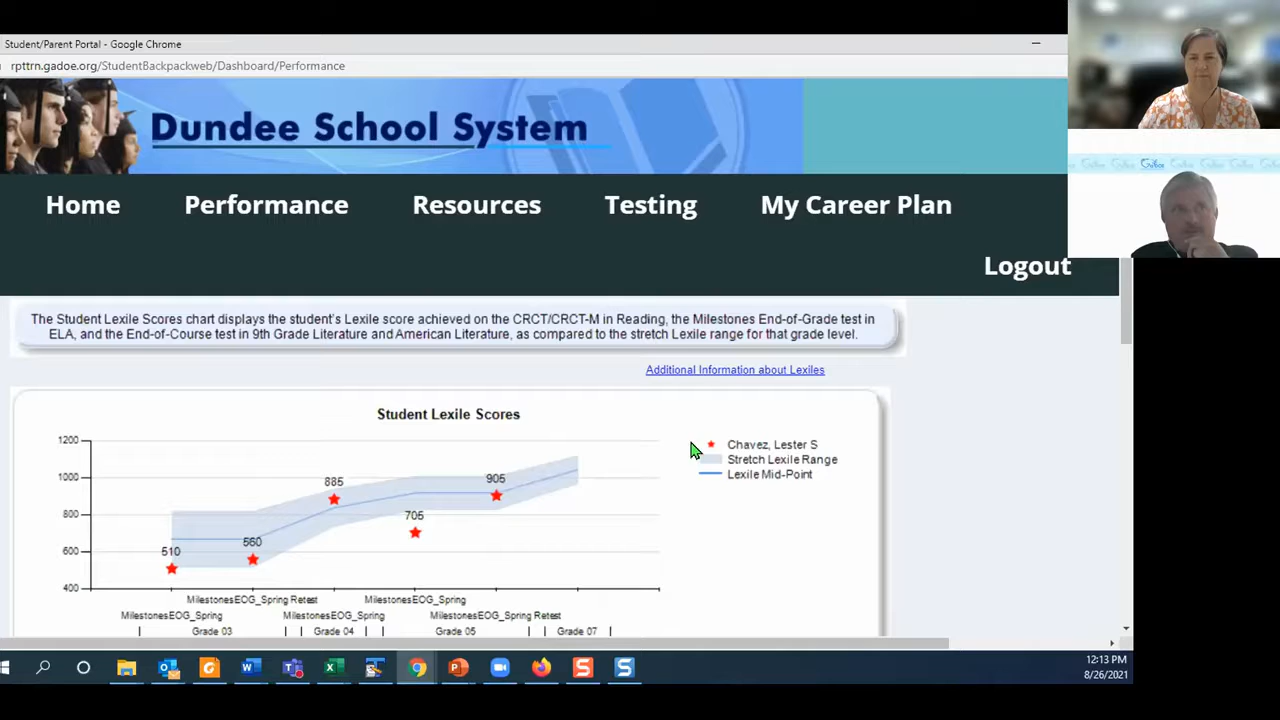 Student/Parent Portal - Google Chrome
rpttrn.gadoe.org/StudentBackpackweb/Dashboard/Performance
Dundee School System
Home Performance Resources Testing My Career Plan
Logout
The Student Lexile Scores chart displays the student's Lexile score achieved on the CRCT/CRCT-M in Reading, the Milestones End-of-Grade test in
ELA, and the End-of-Course test in 9th Grade Literature and American Literature, as compared to the stretch Lexile range for that grade level.
Additional Information about Lexiles
Student Lexile Scores
1200
1000
800
600
400
510
560
885
705
905
Chavez, Lester S
Stretch Lexile Range
Lexile Mid-Point
MilestonesEOG_Spring Retest MilestonesEOG_Spring
MilestonesEOG_Spring MilestonesEOG_Spring MilestonesEOG_Spring Retest
Grade 03 Grade 04 Grade 05 Grade 07
12:13 PM
8/26/2021